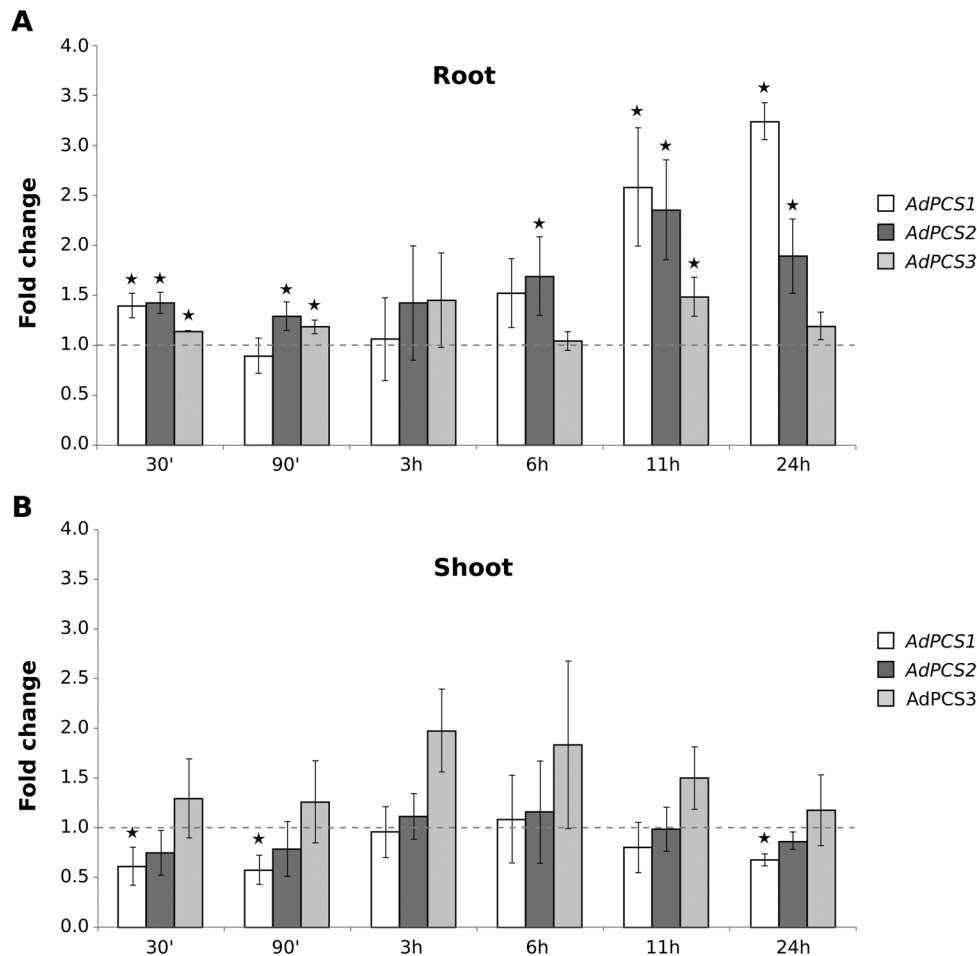 A
Root
Fold change
4.0
3.5
3.0
2.5
2.0
1.5
1.0
0.5
0.0
30' 90' 3h 6h 11h 24h
AdPCS1
AdPCS2
AdPCS3
B
Shoot
Fold change
4.0
3.5
3.0
2.5
2.0
1.5
1.0
0.5
0.0
30' 90' 3h 6h 11h 24h
AdPCS1
AdPCS2
AdPCS3